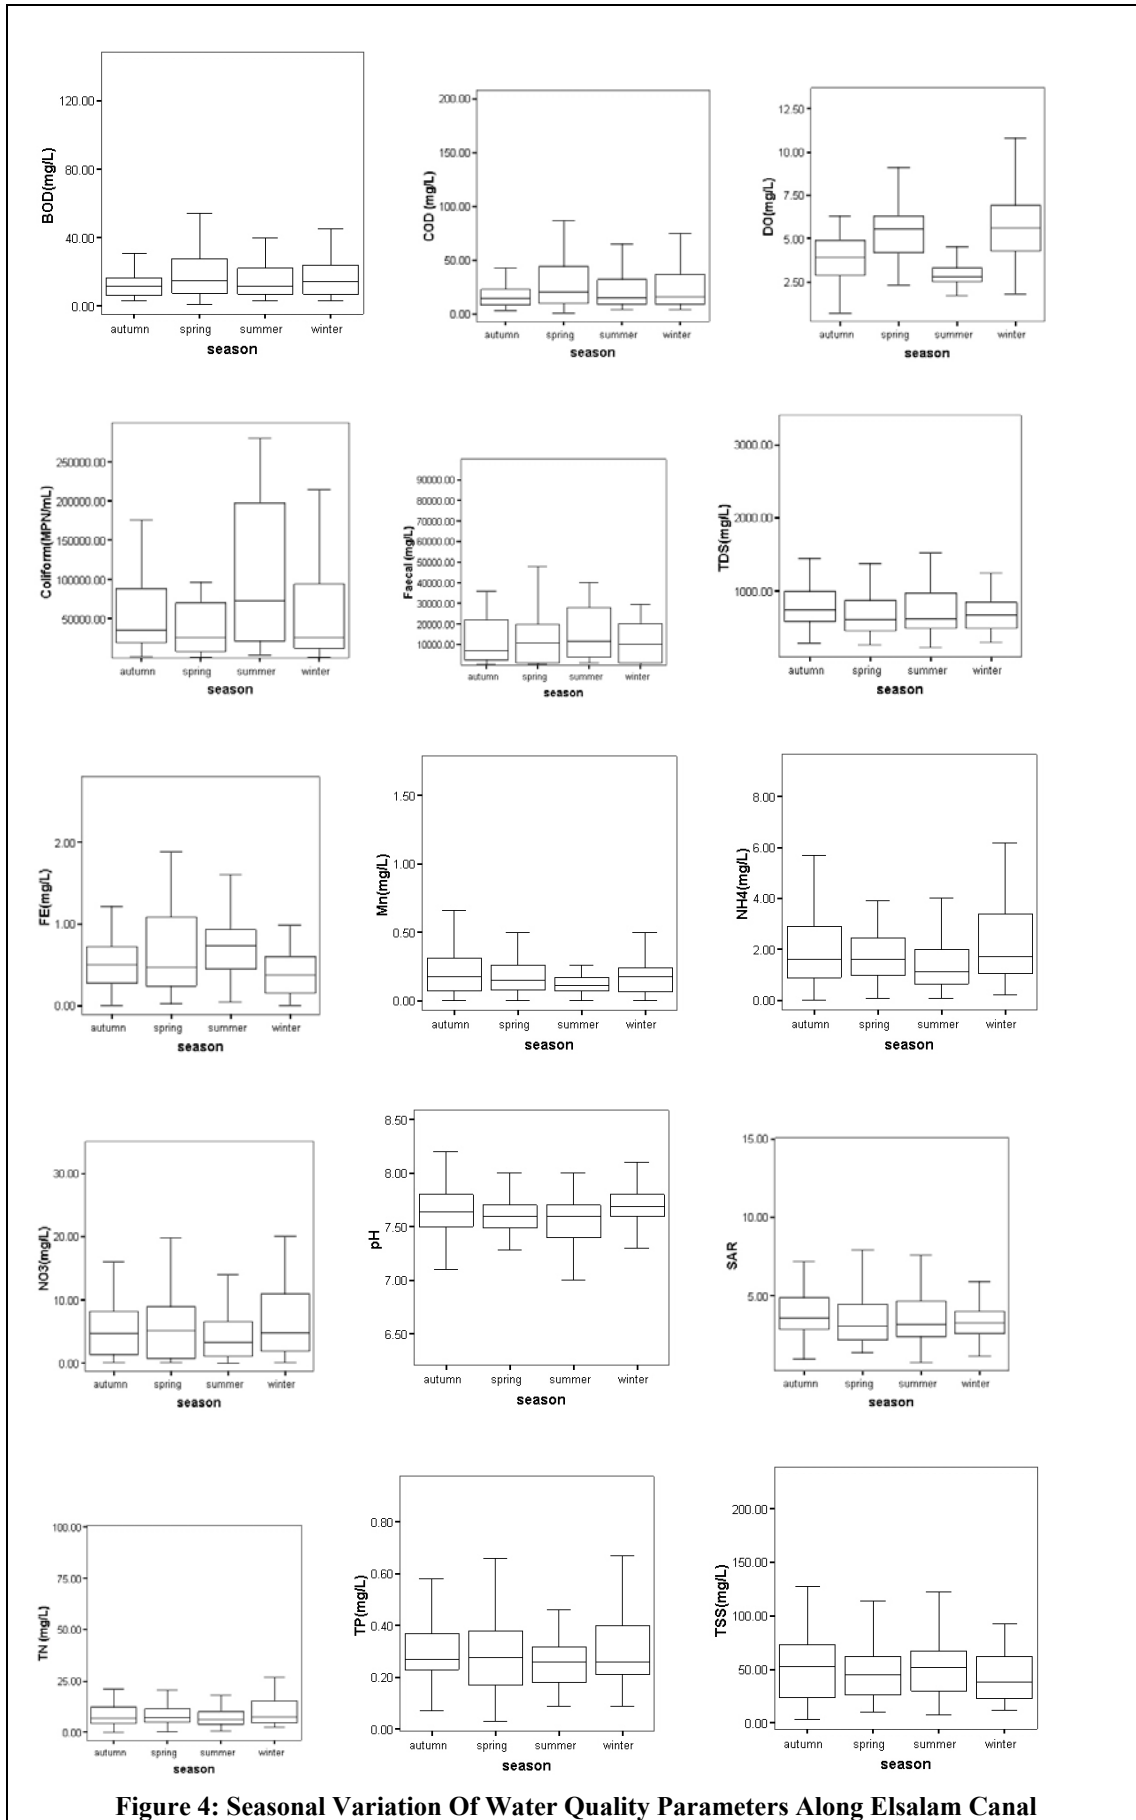 120.00
80.00
40.00
0.00
BOD(mg/L)
autumn spring summer winter
season
200.00
150.00
100.00
50.00
0.00
COD (mg/L)
autumn spring summer winter
season
12.50
10.00
7.50
5.00
2.50
DO(mg/L)
autumn spring summer winter
season
250000.00
200000.00
150000.00
100000.00
50000.00
Coliform(MPN/mL)
autumn spring summer winter
season
90000.00
80000.00
70000.00
60000.00
50000.00
40000.00
30000.00
20000.00
10000.00
Faecal (mg/L)
autumn spring summer winter
season
3000.00
2000.00
1000.00
TDS(mg/L)
autumn spring summer winter
season
2.00
1.00
0.00
FE(mg/L)
autumn spring summer winter
season
1.50
1.00
0.50
0.00
Mn(mg/L)
autumn spring summer winter
season
8.00
6.00
4.00
2.00
0.00
NH4(mg/L)
autumn spring summer winter
season
30.00
20.00
10.00
0.00
NO3(mg/L)
autumn spring summer winter
season
8.50
8.00
7.50
7.00
6.50
pH
autumn spring summer winter
season
15.00
10.00
5.00
SAR
autumn spring summer winter
season
100.00
75.00
50.00
25.00
0.00
TN (mg/L)
autumn spring summer winter
season
0.80
0.60
0.40
0.20
0.00
TP(mg/L)
autumn spring summer winter
season
200.00
150.00
100.00
50.00
0.00
TSS(mg/L)
autumn spring summer winter
season
Figure 4: Seasonal Variation Of Water Quality Parameters Along Elsalam Canal